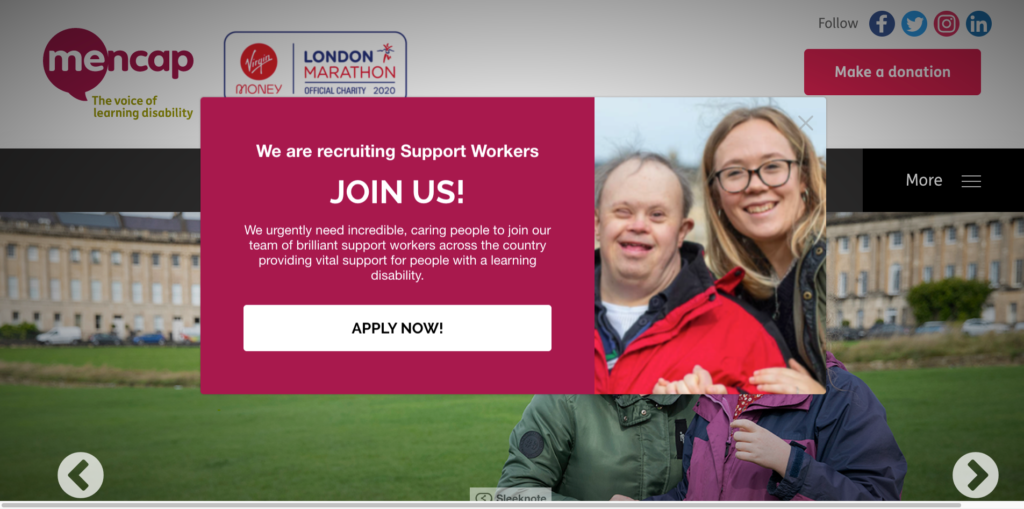 Follow
mencap
The voice of
learning disability
Virgin
MONEY
LONDON
MARATHON
OFFICIAL CHARITY 2020
Make a donation
We are recruiting Support Workers
JOIN US!
We urgently need incredible, caring people to join our
team of brilliant support workers across the country
providing vital support for people with a learning
disability.
APPLY NOW!
More
Sleeknote